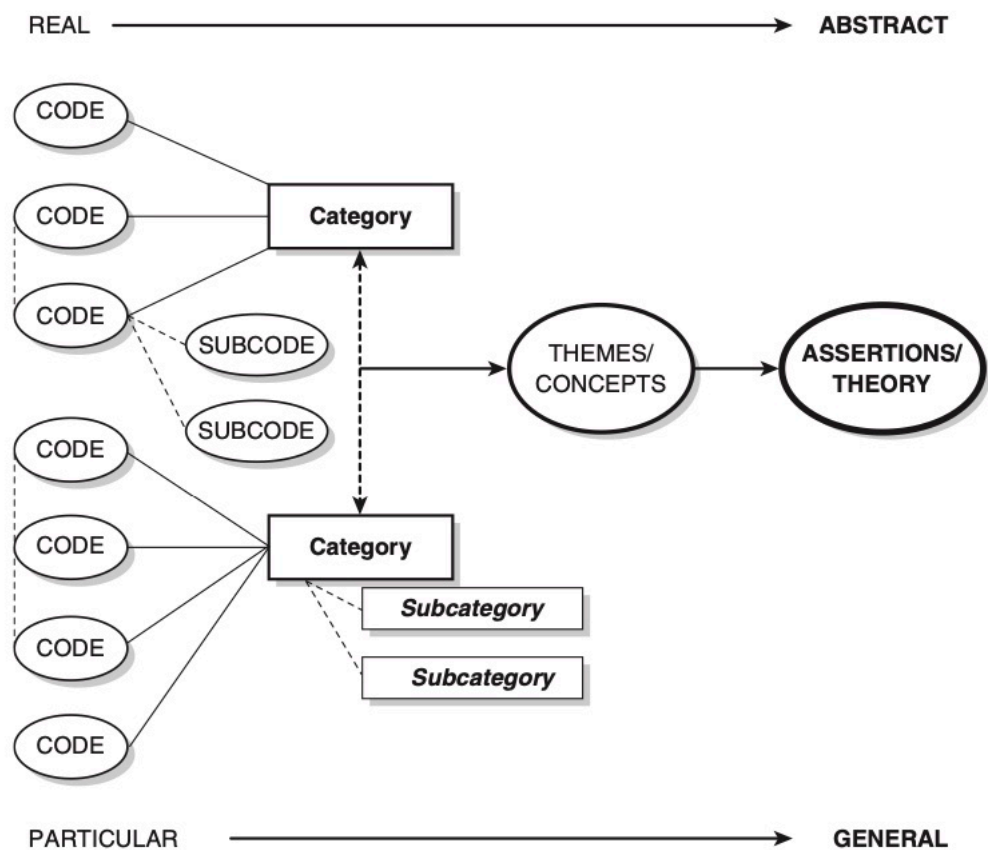 REAL
ABSTRACT
CODE
CODE
Category
CODE
SUBCODE
THEMES/
CONCEPTS
ASSERTIONS/
THEORY
SUBCODE
CODE
CODE
Category
Subcategory
CODE
Subcategory
CODE
PARTICULAR
GENERAL